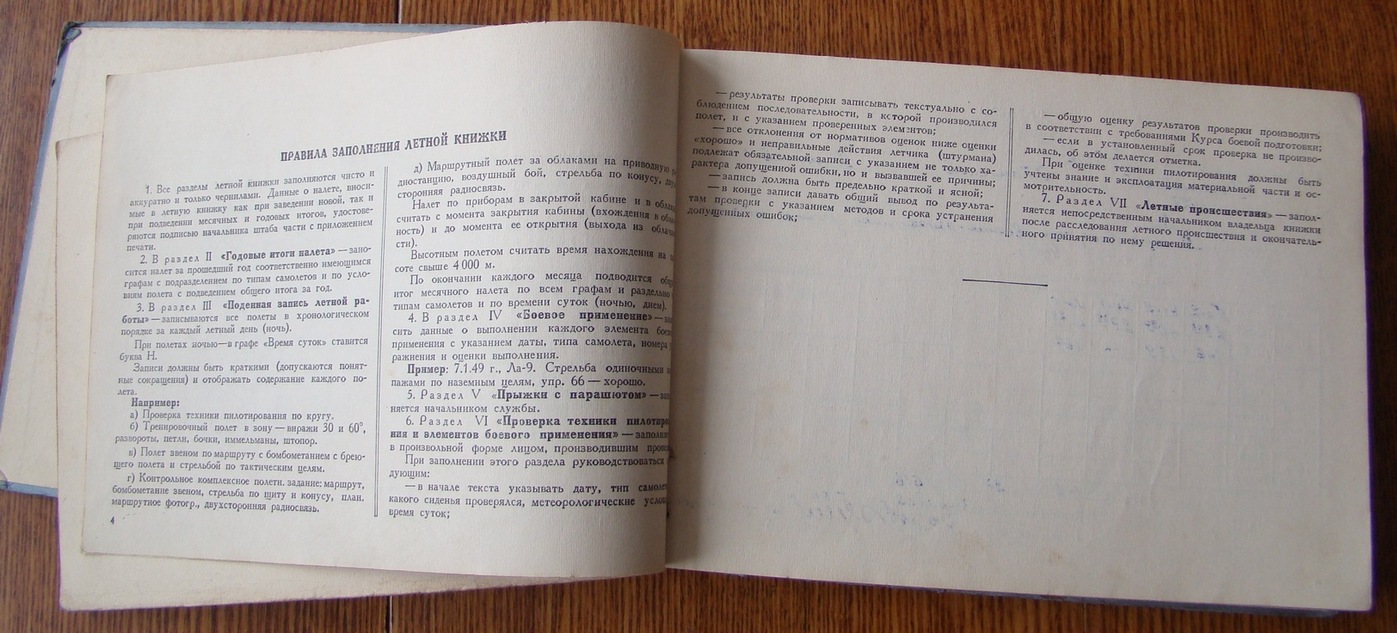 ПРАВИЛА ЗАПОЛНЕНИЯ ЛЕТНОЙ КНИЖКИ
1. Все разделы летной книжки заполняются чисто и
аккуратно и только чернилами. Данные о налете, вноси-
мые в летную книжку как при заведении новой, так и
при подведении месячных и годовых итогов, удостове-
ряются подписью начальника штаба части с приложением
печати.
2. В раздел II «Годовые итоги налета» — зано-
сится налет за прошедший год соответственно имеющимся
графам с подразделением по типам самолетов и по усло-
виям полета с подведением общего итога за год.
3. В раздел III «Поденная запись летной ра-
боты» — записываются все полеты в хронологическом
порядке за каждый летный день (ночь).
При полетах ночью — в графе «Время суток» ставится
буква Н.
Записи должны быть краткими (допускаются понят-
ные сокращения) и отображать содержание каждого по-
лета.
Например:
а) Проверка техники пилотирования по кругу.
б) Тренировочный полет в зону — виражи 30 и 60°,
развороты, петли, бочки, иммельманы, штопор.
в) Полет звеном по маршруту с бомбометанием с брею-
щего полета и стрельбой по тактическим целям.
г) Контрольное комплексное полетн. задание: маршрут,
бомбометание звеном, стрельба по щиту и конусу, план.
маршрутное фотогр., двухсторонняя радиосвязь.
4
д) Маршрутный полет за облаками на приводную
диостанцию, воздушный бой, стрельба по конусу,
сторонняя радиосвязь.
Налет по приборам в закрытой кабине и в
считать с момента закрытия кабины (вхождения в
ность) и до момента ее открытия (выхода из
сти).
Высотным полетом считать время нахождения на
соте свыше 4000 м.
По окончании каждого месяца подводится
итог месячного налета по всем графам и раздельно
типам самолетов и по времени суток (ночью, днем).
4. В раздел IV «Боевое применение» —
сить данные о выполнении каждого элемента
применения с указанием даты, типа самолета, номера
ражнения и оценки выполнения.
Пример: 7.1.49 г., Ла-9. Стрельба одиночными
пажами по наземным целям, упр. 66 — хорошо.
5. Раздел V «Прыжки с парашютом» —
няется начальником службы.
6. Раздел VI «Проверка техники
ния и элементов боевого применения» —
в произвольной форме лицом, производившим
При заполнении этого раздела руководствоваться
дующим:
— в начале текста указывать дату, тип
какого сиденья проверялся, метеорологические
время суток;
— результаты проверки записывать текстуально с со-
блюдением последовательности, в которой производился
полет, и с указанием проверенных элементов;
— все отклонения от нормативов оценок ниже оценки
«хорошо» и неправильные действия летчика (штурмана)
подлежат обязательной записи с указанием не только ха-
рактера допущенной ошибки, но и вызвавшей ее причины;
— запись должна быть предельно краткой и ясной;
— в конце записи давать общий вывод по результа-
там проверки с указанием методов и срока устранения
допущенных ошибок;
— общую оценку результатов проверки производить
в соответствии с требованиями Курса боевой подготовки;
— если в установленный срок проверка не произво-
дилась, об этом делается отметка.
При оценке техники пилотирования должны быть
учтены знание и эксплоатация материальной части и ос-
мотрительность.
7. Раздел VII «Летные происшествия» — запол-
няется непосредственным начальником владельца книжки
после расследования летного происшествия и окончатель-
ного принятия по нему решения.